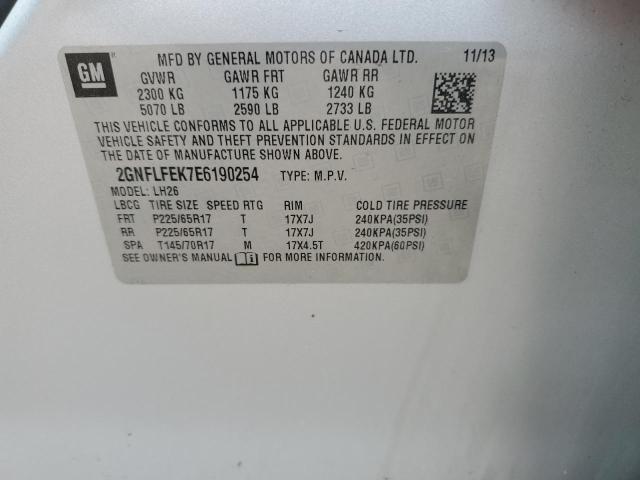 GM
MFD BY GENERAL MOTORS OF CANADA LTD. 11/13
GVWR GAWR FRT GAWR RR
2300 KG 1175 KG 1240 KG
5070 LB 2590 LB 2733 LB
THIS VEHICLE CONFORMS TO ALL APPLICABLE U.S. FEDERAL MOTOR
VEHICLE SAFETY AND THEFT PREVENTION STANDARDS IN EFFECT ON
THE DATE OF MANUFACTURE SHOWN ABOVE.
2GNFLFEK7E6190254 TYPE: M.P.V.
MODEL: LH26
LBCG TIRE SIZE SPEED RTG RIM COLD TIRE PRESSURE
FRT P225/65R17 T 17X7J 240KPA(35PSI)
RR P225/65R17 T 17X7J 240KPA(35PSI)
SPA T145/70R17 M 17X4.5T 420KPA(60PSI)
SEE OWNER'S MANUAL i FOR MORE INFORMATION.